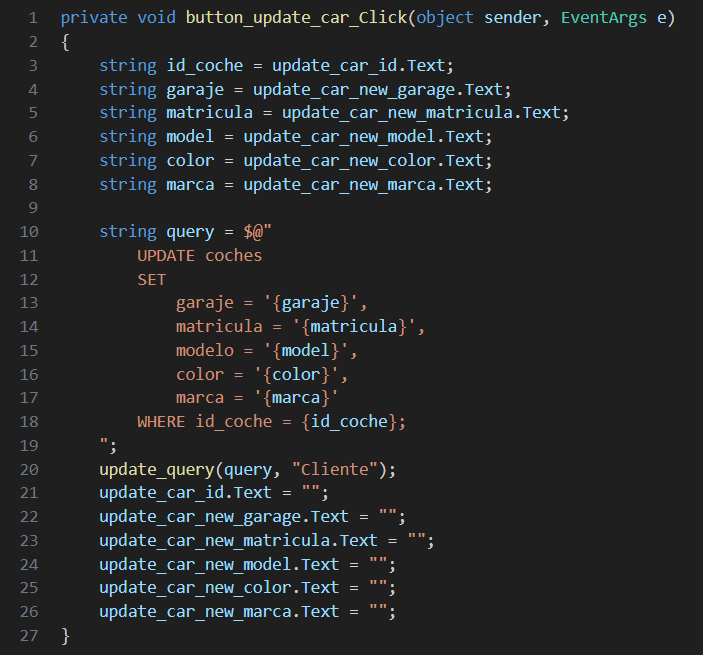 1 private void button_update_car_Click(object sender, EventArgs e)
2 {
3     string id_coche = update_car_id.Text;
4     string garaje = update_car_new_garage.Text;
5     string matricula = update_car_new_matricula.Text;
6     string model = update_car_new_model.Text;
7     string color = update_car_new_color.Text;
8     string marca = update_car_new_marca.Text;
9
10     string query = $@"
11         UPDATE coches
12         SET
13             garaje = '{garaje}',
14             matricula = '{matricula}',
15             modelo = '{model}',
16             color = '{color}',
17             marca = '{marca}'
18         WHERE id_coche = {id_coche};
19     ";
20     update_query(query, "Cliente");
21     update_car_id.Text = "";
22     update_car_new_garage.Text = "";
23     update_car_new_matricula.Text = "";
24     update_car_new_model.Text = "";
25     update_car_new_color.Text = "";
26     update_car_new_marca.Text = "";
27 }